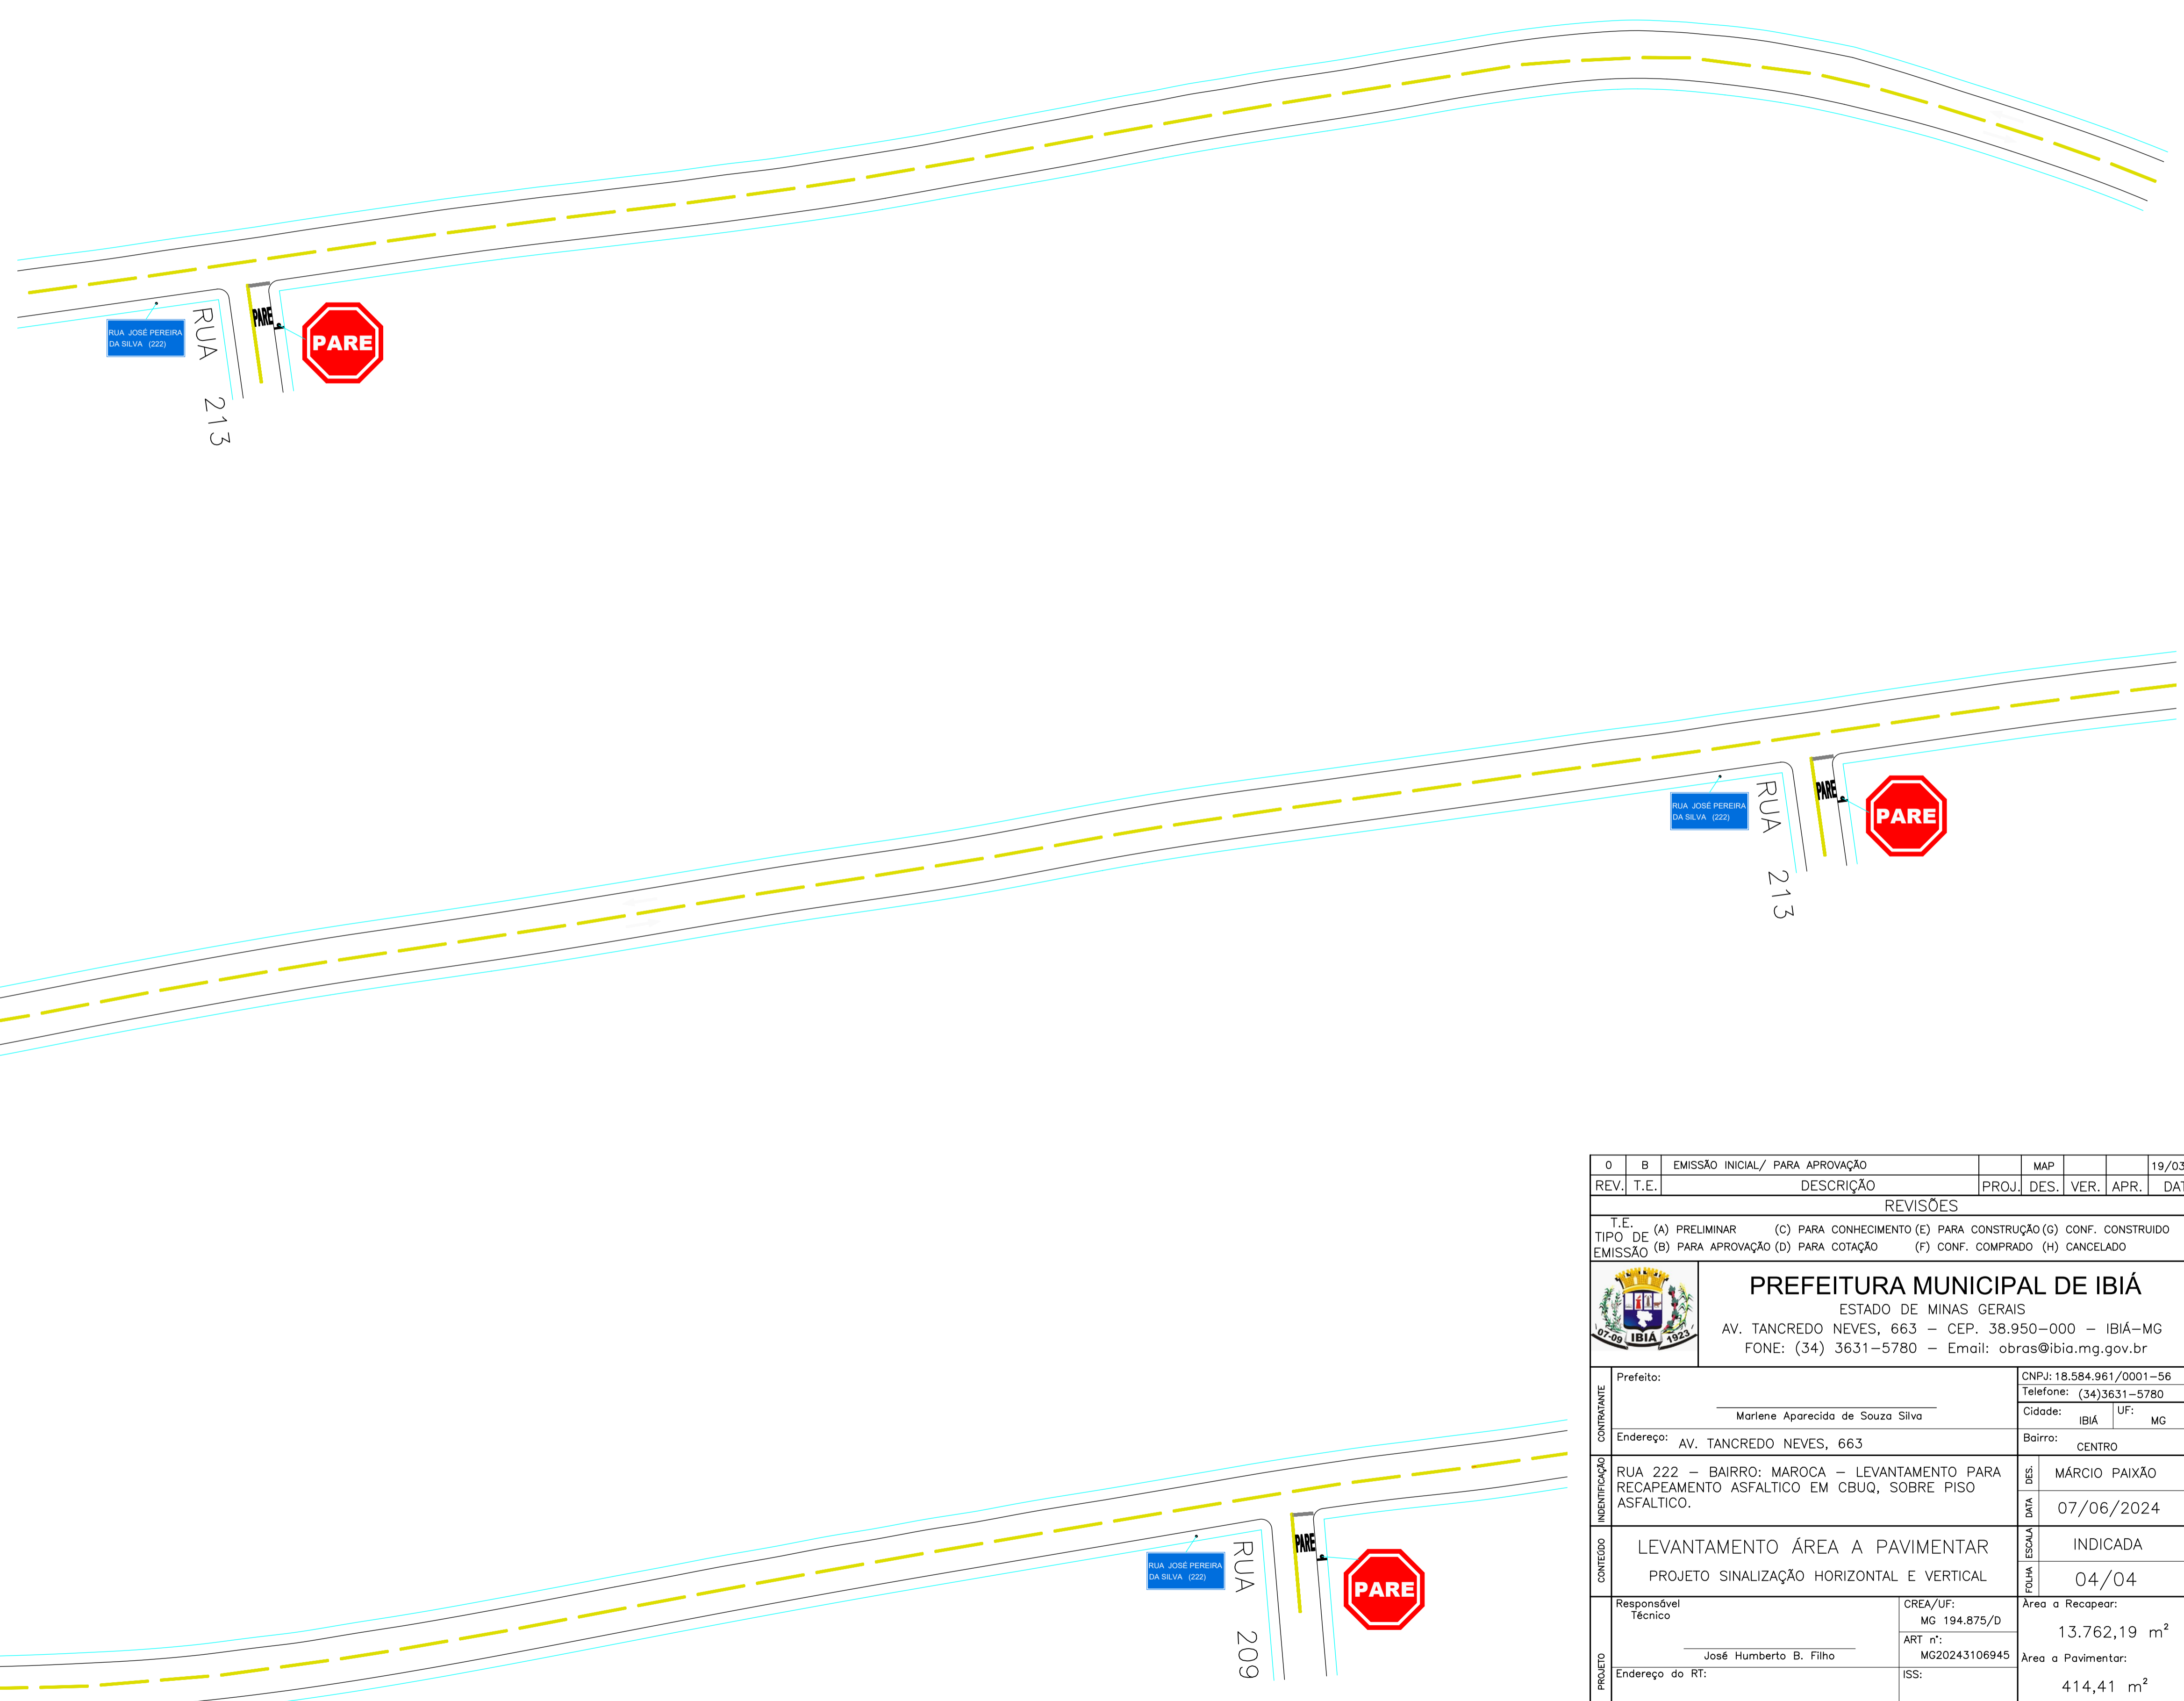 RUA JOSÉ PEREIRA
DA SILVA (222)
RUA 213
PARE
PARE
RUA JOSÉ PEREIRA
DA SILVA (222)
RUA 213
PARE
PARE
RUA JOSÉ PEREIRA
DA SILVA (222)
RUA 209
PARE
PARE
0 B EMISSÃO INICIAL/ PARA APROVAÇÃO MAP 19/03
REV. T.E. DESCRIÇÃO PROJ. DES. VER. APR. DAT
REVISÕES
T.E.
TIPO DE
EMISSÃO
(A) PRELIMINAR (C) PARA CONHECIMENTO (E) PARA CONSTRUÇÃO (G) CONF. CONSTRUIDO
(B) PARA APROVAÇÃO (D) PARA COTAÇÃO (F) CONF. COMPRADO (H) CANCELADO
07-09 IBIÁ 1923
PREFEITURA MUNICIPAL DE IBIÁ
ESTADO DE MINAS GERAIS
AV. TANCREDO NEVES, 663 – CEP. 38.950-000 – IBIÁ-MG
FONE: (34) 3631-5780 – Email: obras@ibia.mg.gov.br
CONTRATANTE
Prefeito:
Marlene Aparecida de Souza Silva
Endereço: AV. TANCREDO NEVES, 663
CNPJ: 18.584.961/0001-56
Telefone: (34)3631-5780
Cidade: IBIÁ UF: MG
Bairro: CENTRO
INDENTIFICAÇÃO
RUA 222 – BAIRRO: MAROCA – LEVANTAMENTO PARA
RECAPEAMENTO ASFALTICO EM CBUQ, SOBRE PISO
ASFALTICO.
DES. MÁRCIO PAIXÃO
DATA 07/06/2024
CONTEÚDO
LEVANTAMENTO ÁREA A PAVIMENTAR
PROJETO SINALIZAÇÃO HORIZONTAL E VERTICAL
ESCALA INDICADA
FOLHA 04/04
PROJETO
Responsável
Técnico
José Humberto B. Filho
Endereço do RT:
CREA/UF:
MG 194.875/D
ART n°:
MG20243106945
ISS:
Àrea a Recapear:
13.762,19 m²
Àrea a Pavimentar:
414,41 m²